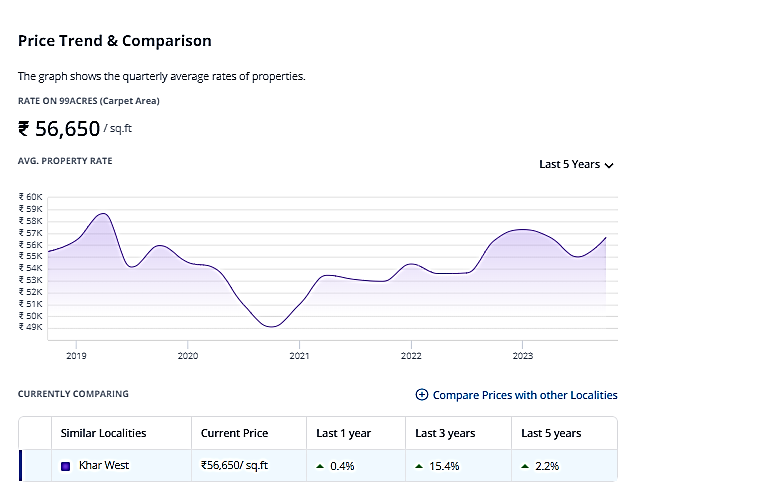 Price Trend & Comparison
The graph shows the quarterly average rates of properties.
RATE ON 99ACRES (Carpet Area)
₹ 56,650 / sq.ft
AVG. PROPERTY RATE
Last 5 Years
₹ 60K
₹ 59K
₹ 58K
₹ 57K
₹ 56K
₹ 55K
₹ 54K
₹ 53K
₹ 52K
₹ 51K
₹ 50K
₹ 49K
2019 2020 2021 2022 2023
CURRENTLY COMPARING
Compare Prices with other Localities
Similar Localities Current Price Last 1 year Last 3 years Last 5 years
Khar West ₹56,650/ sq.ft 0.4% 15.4% 2.2%